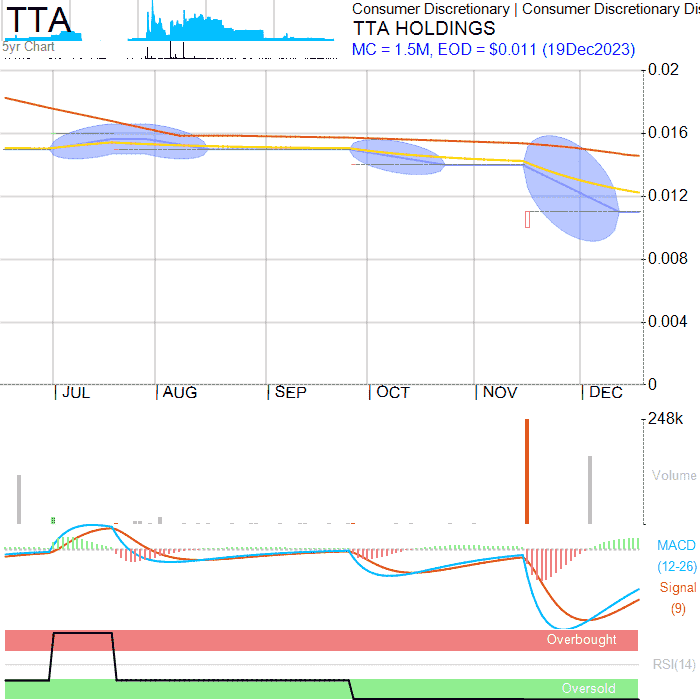 TTA
Consumer Discretionary | Consumer Discretionary Dis
TTA HOLDINGS
5yr Chart
MC = 1.5M, EOD = $0.011 (19Dec2023)
0.02
0.016
0.012
0.008
0.004
0
JUL AUG SEP OCT NOV DEC
248k
Volume
MACD
(12-26)
Signal
(9)
Overbought
RSI(14)
Oversold